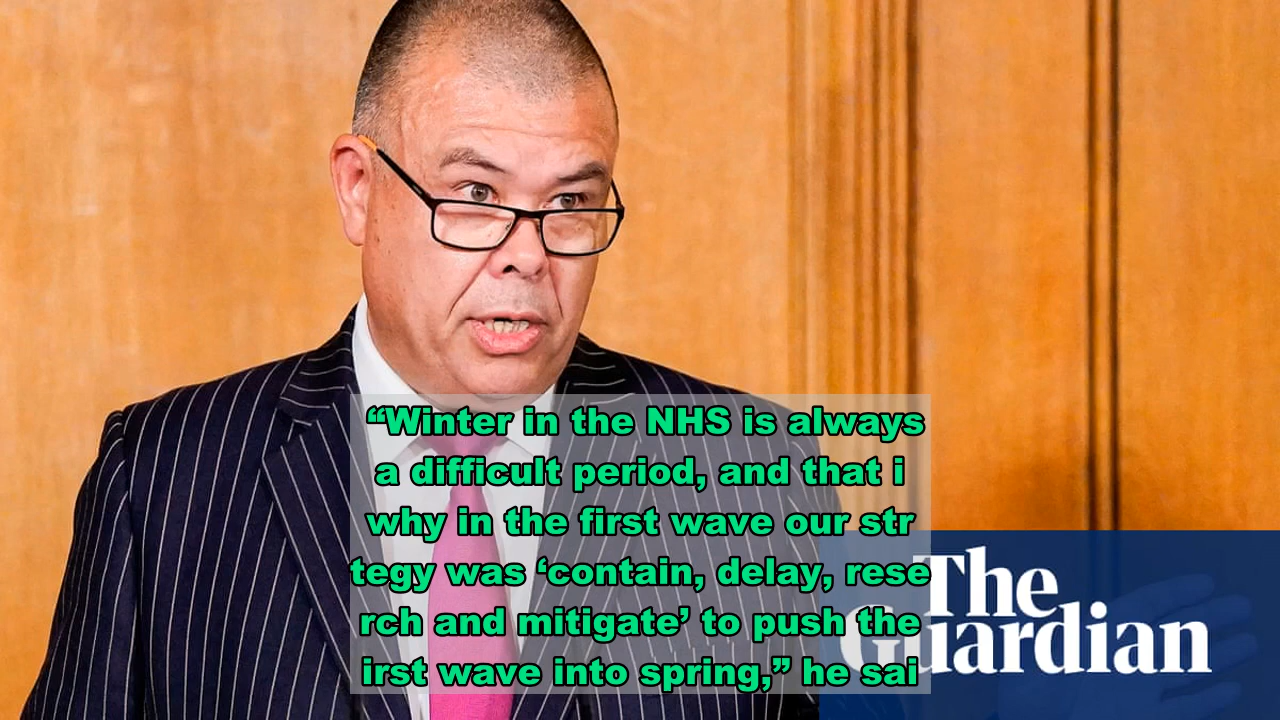 “Winter in the NHS is always
a difficult period, and that i
why in the first wave our str
tegy was ‘contain, delay, rese
rch and mitigate’ to push the
irst wave into spring,” he sai
The
Guardian